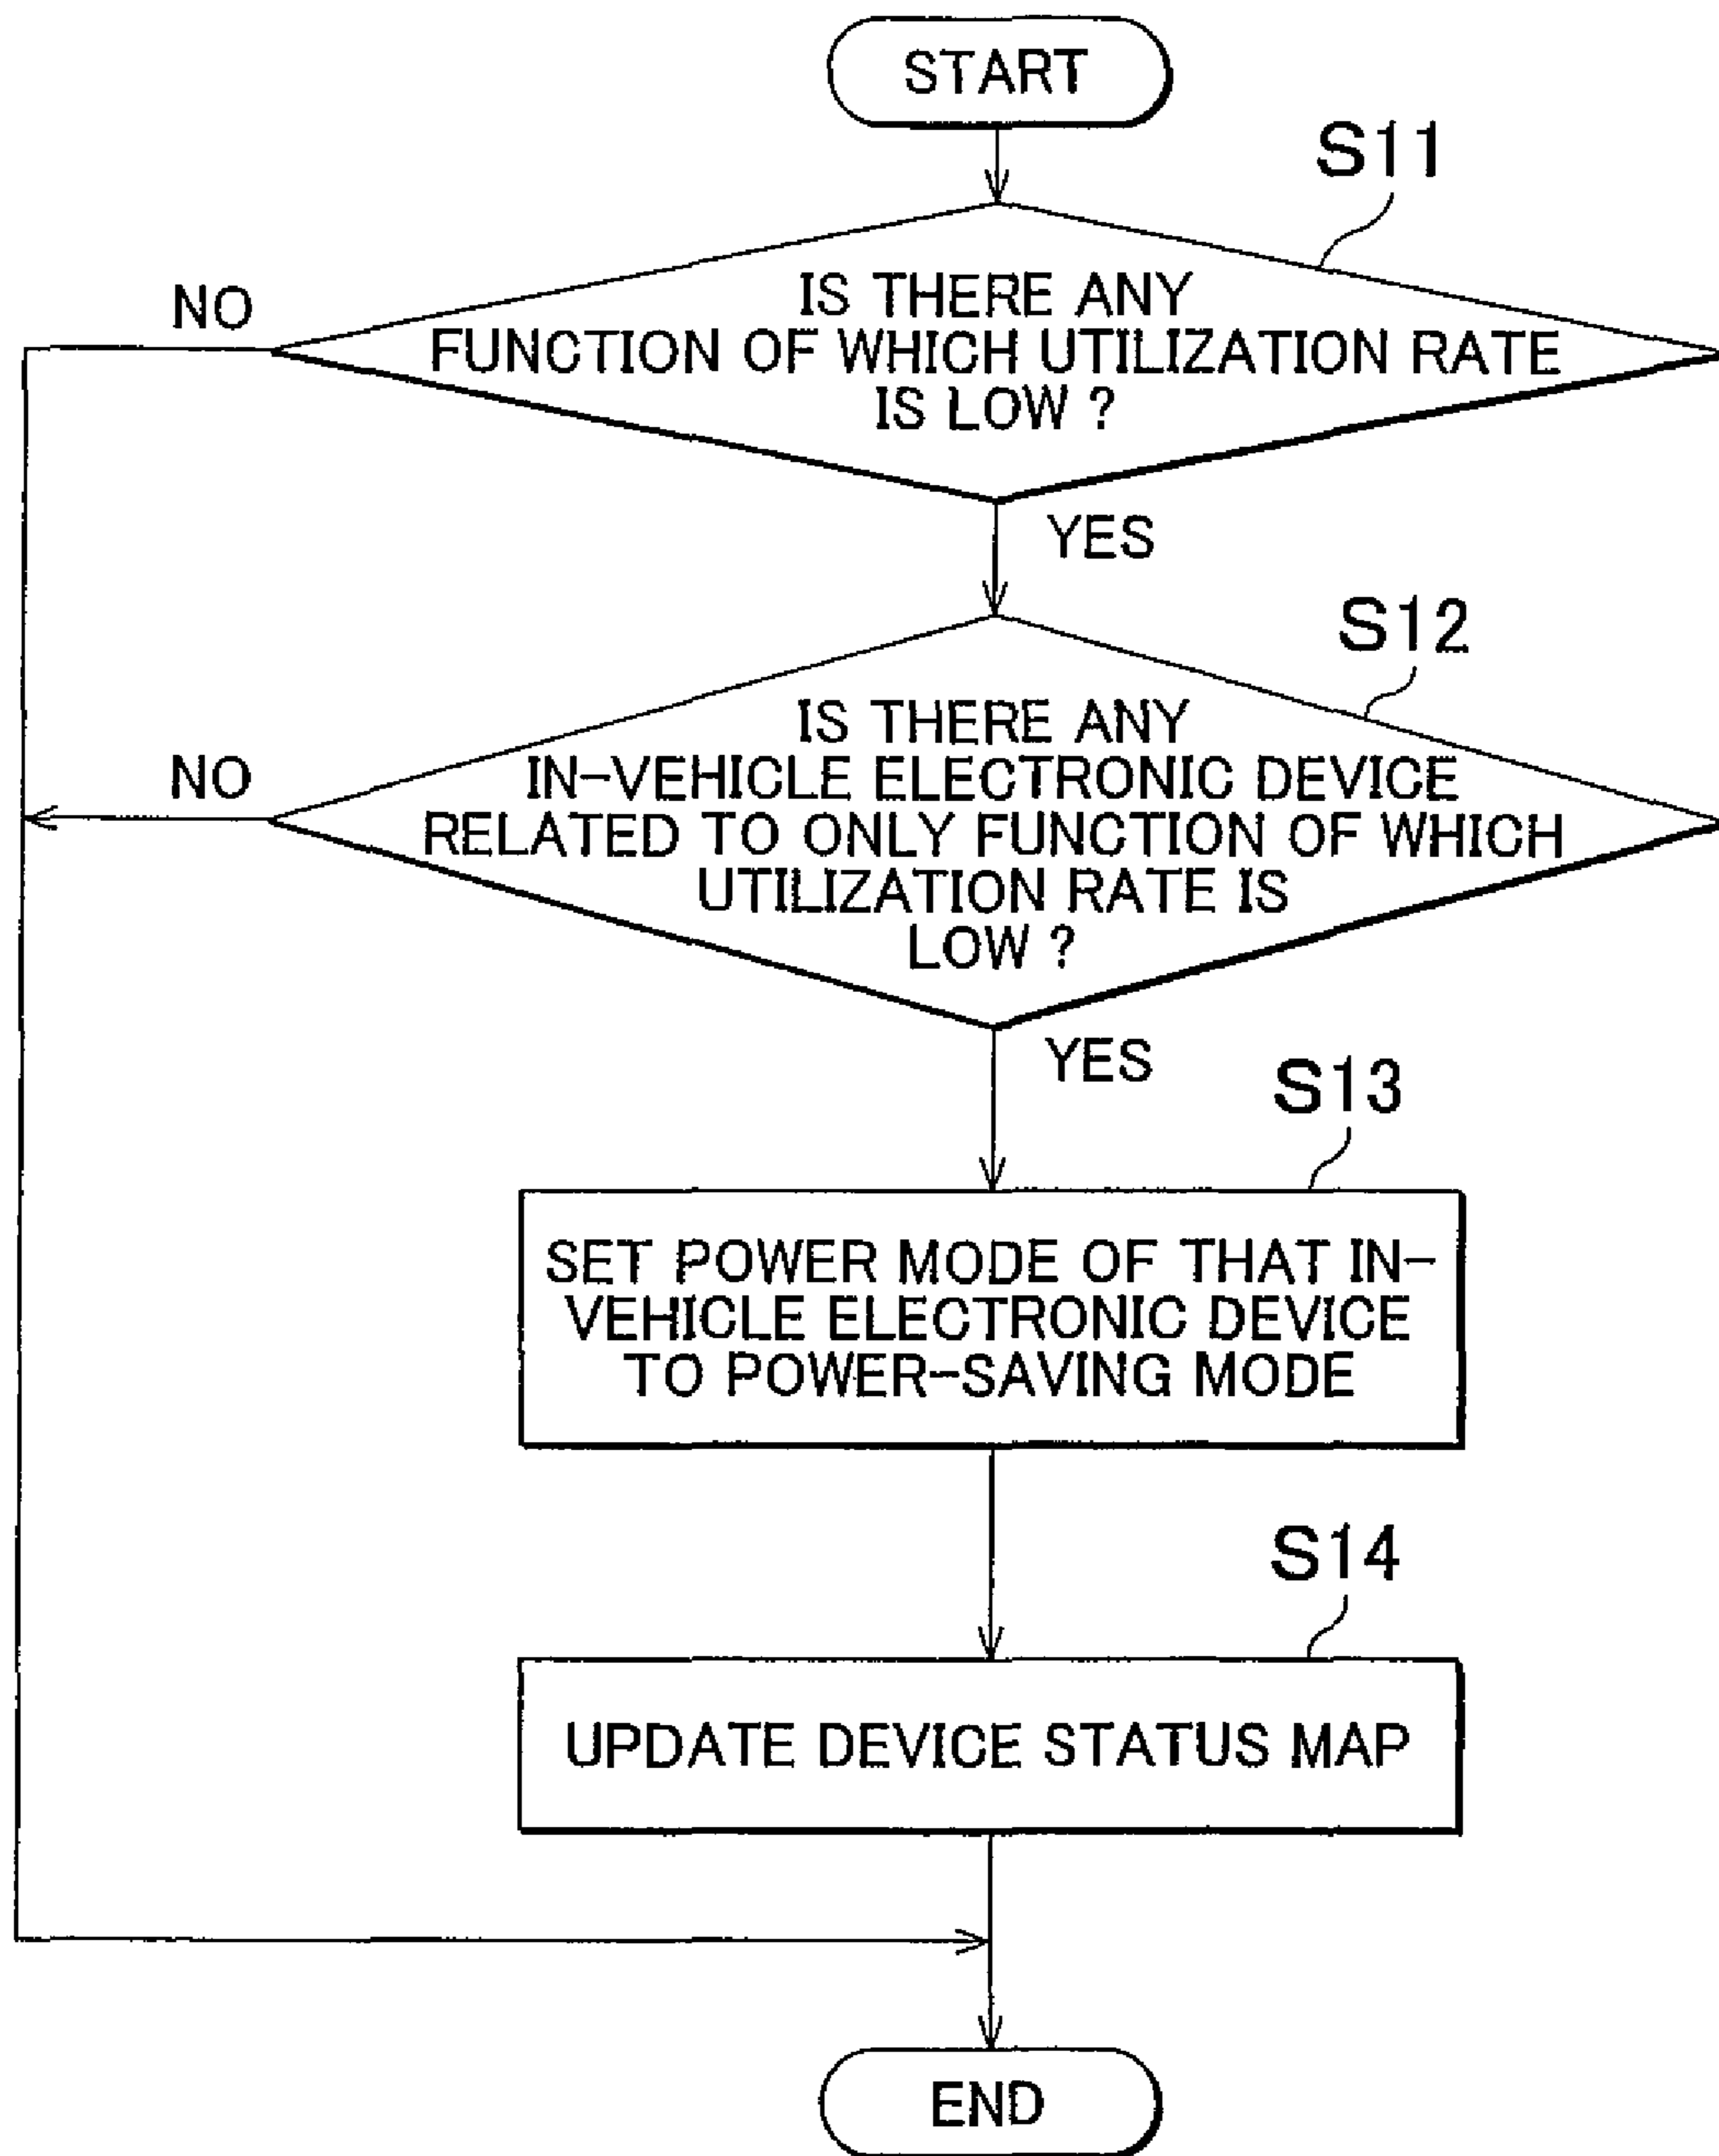 START
S11
IS THERE ANY
NO
FUNCTION OF WHICH UTILIZATION RATE
IS LOW ?
YES
S12
IS THERE ANY
IN-VEHICLE ELECTRONIC DEVICE
NO
RELATED TO ONLY FUNCTION OF WHICH
UTILIZATION RATE IS
LOW ?
YES
S13
SET POWER MODE OF THAT IN-
VEHICLE ELECTRONIC DEVICE
TO POWER-SAVING MODE
S14
UPDATE DEVICE STATUS MAP
END